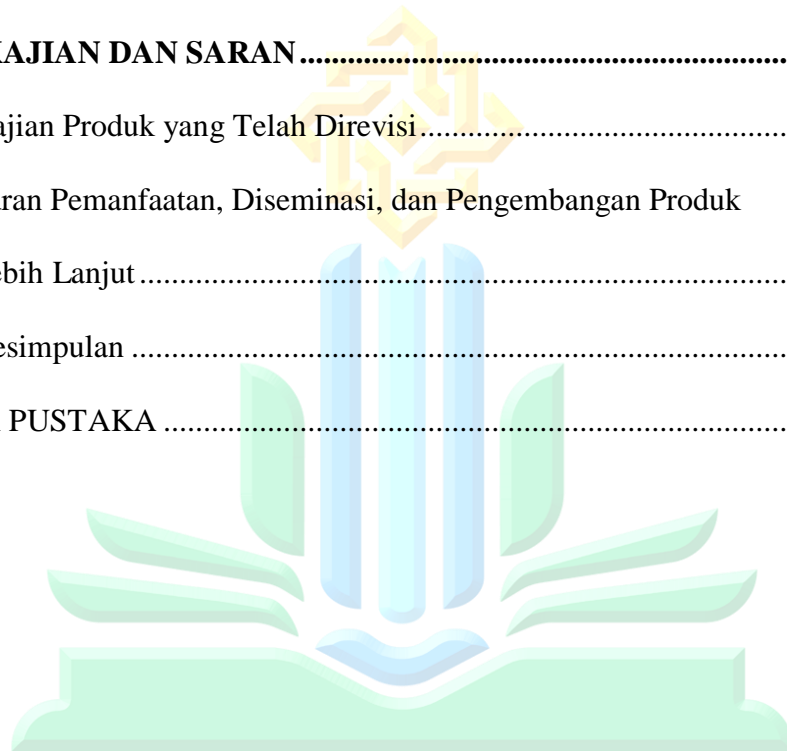 KAJIAN DAN SARAN
ajian Produk yang Telah Direvisi
aran Pemanfaatan, Diseminasi, dan Pengembangan Produk
ebih Lanjut
esimpulan
PUSTAKA